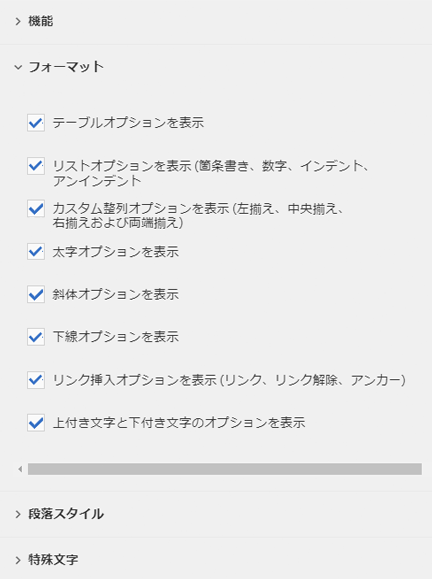 機能
フォーマット
テーブルオプションを表示
リストオプションを表示 (箇条書き、数字、インデント、
アンインデント
カスタム整列オプションを表示 (左揃え、中央揃え、
右揃えおよび両端揃え)
太字オプションを表示
斜体オプションを表示
下線オプションを表示
リンク挿入オプションを表示 (リンク、リンク解除、アンカー)
上付き文字と下付き文字のオプションを表示
段落スタイル
特殊文字